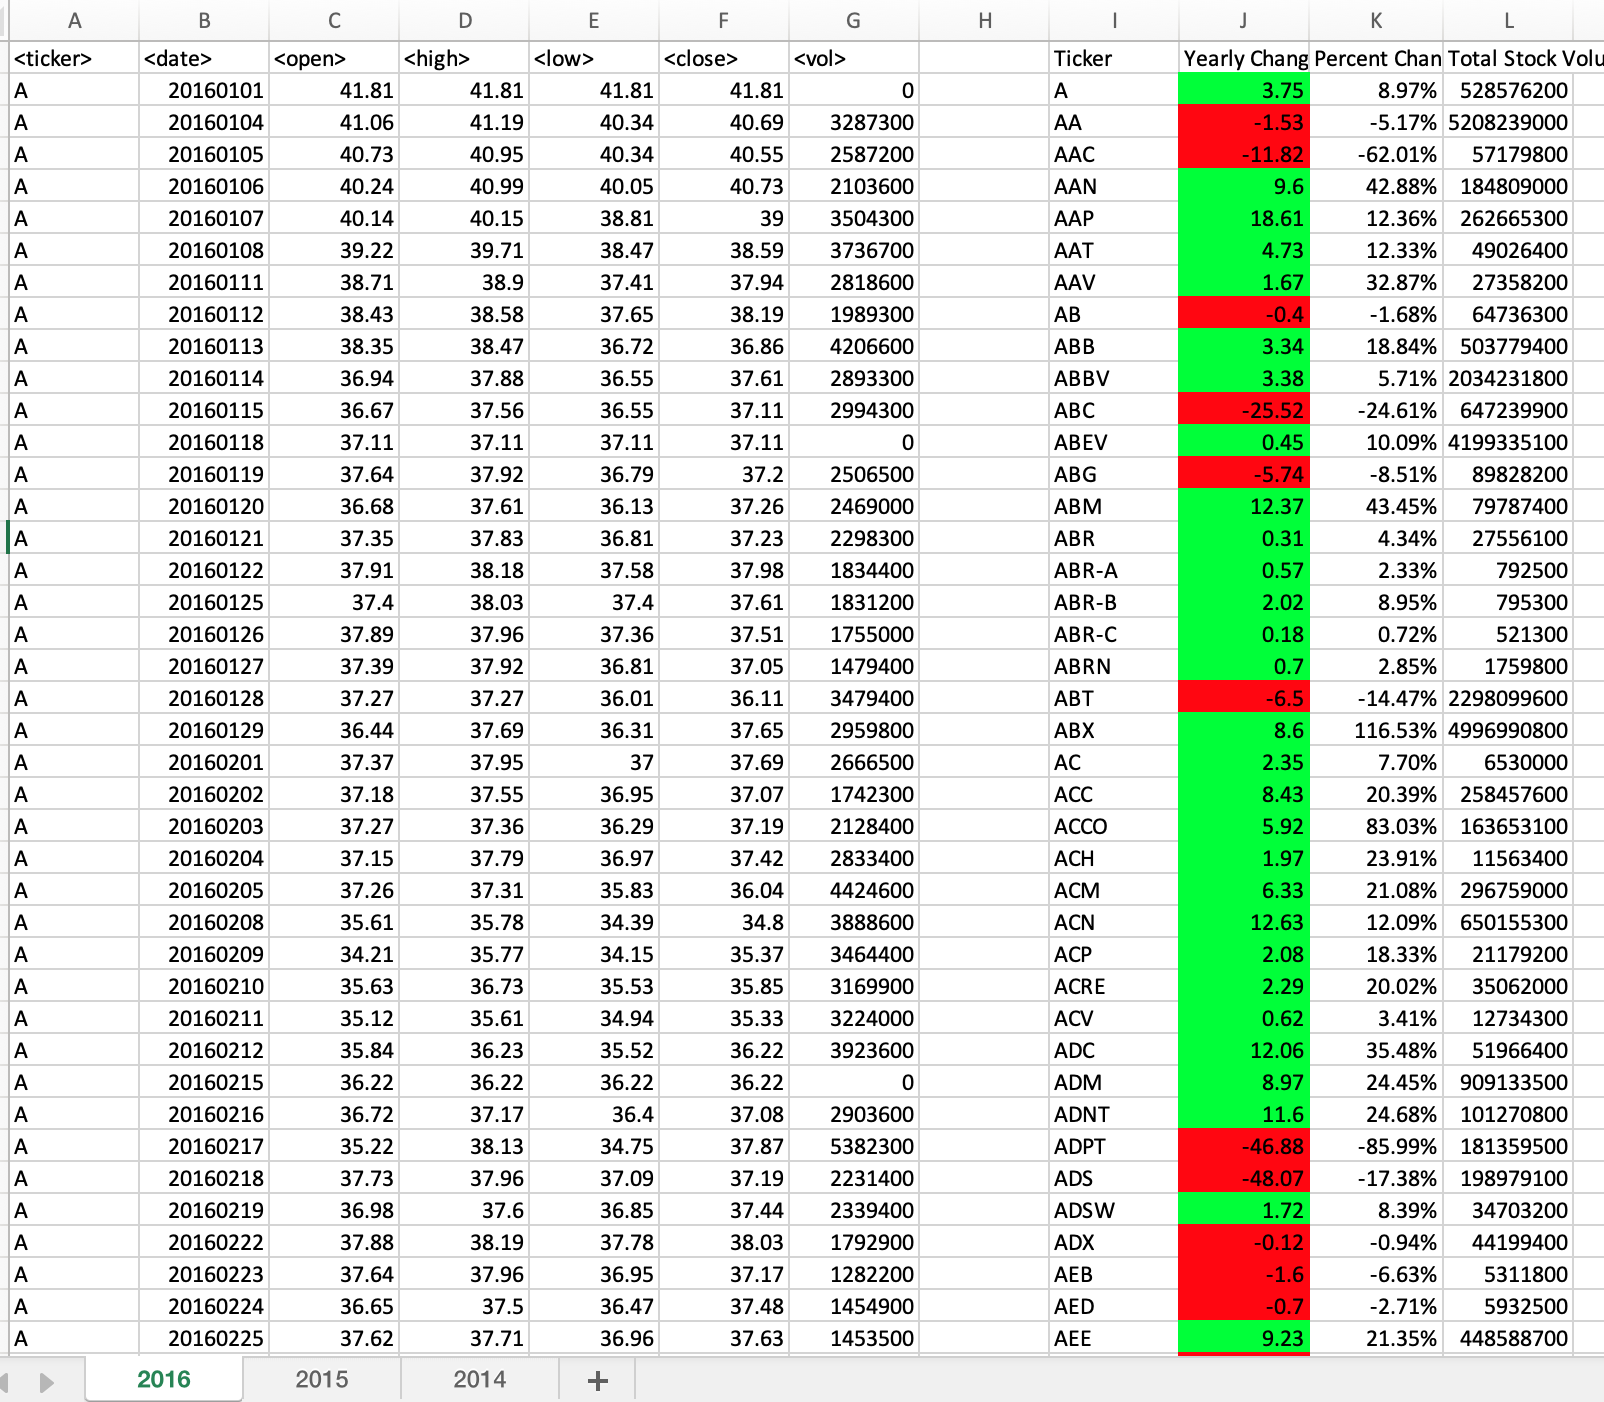 A B C D E F G H I J K L
<ticker> <date> <open> <high> <low> <close> <vol> Ticker Yearly Chang Percent Chan Total Stock Volu
A 20160101 41.81 41.81 41.81 41.81 0 A 3.75 8.97% 528576200
A 20160104 41.06 41.19 40.34 40.69 3287300 AA -1.53 -5.17% 5208239000
A 20160105 40.73 40.95 40.34 40.55 2587200 AAC -11.82 -62.01% 57179800
A 20160106 40.24 40.99 40.05 40.73 2103600 AAN 9.6 42.88% 184809000
A 20160107 40.14 40.15 38.81 39 3504300 AAP 18.61 12.36% 262665300
A 20160108 39.22 39.71 38.47 38.59 3736700 AAT 4.73 12.33% 49026400
A 20160111 38.71 38.9 37.41 37.94 2818600 AAV 1.67 32.87% 27358200
A 20160112 38.43 38.58 37.65 38.19 1989300 AB -0.4 -1.68% 64736300
A 20160113 38.35 38.47 36.72 36.86 4206600 ABB 3.34 18.84% 503779400
A 20160114 36.94 37.88 36.55 37.61 2893300 ABBV 3.38 5.71% 2034231800
A 20160115 36.67 37.56 36.55 37.11 2994300 ABC -25.52 -24.61% 647239900
A 20160118 37.11 37.11 37.11 37.11 0 ABEV 0.45 10.09% 4199335100
A 20160119 37.64 37.92 36.79 37.2 2506500 ABG -5.74 -8.51% 89828200
A 20160120 36.68 37.61 36.13 37.26 2469000 ABM 12.37 43.45% 79787400
A 20160121 37.35 37.83 36.81 37.23 2298300 ABR 0.31 4.34% 27556100
A 20160122 37.91 38.18 37.58 37.98 1834400 ABR-A 0.57 2.33% 792500
A 20160125 37.4 38.03 37.4 37.61 1831200 ABR-B 2.02 8.95% 795300
A 20160126 37.89 37.96 37.36 37.51 1755000 ABR-C 0.18 0.72% 521300
A 20160127 37.39 37.92 36.81 37.05 1479400 ABRN 0.7 2.85% 1759800
A 20160128 37.27 37.27 36.01 36.11 3479400 ABT -6.5 -14.47% 2298099600
A 20160129 36.44 37.69 36.31 37.65 2959800 ABX 8.6 116.53% 4996990800
A 20160201 37.37 37.95 37 37.69 2666500 AC 2.35 7.70% 6530000
A 20160202 37.18 37.55 36.95 37.07 1742300 ACC 8.43 20.39% 258457600
A 20160203 37.27 37.36 36.29 37.19 2128400 ACCO 5.92 83.03% 163653100
A 20160204 37.15 37.79 36.97 37.42 2833400 ACH 1.97 23.91% 11563400
A 20160205 37.26 37.31 35.83 36.04 4424600 ACM 6.33 21.08% 296759000
A 20160208 35.61 35.78 34.39 34.8 3888600 ACN 12.63 12.09% 650155300
A 20160209 34.21 35.77 34.15 35.37 3464400 ACP 2.08 18.33% 21179200
A 20160210 35.63 36.73 35.53 35.85 3169900 ACRE 2.29 20.02% 35062000
A 20160211 35.12 35.61 34.94 35.33 3224000 ACV 0.62 3.41% 12734300
A 20160212 35.84 36.23 35.52 36.22 3923600 ADC 12.06 35.48% 51966400
A 20160215 36.22 36.22 36.22 36.22 0 ADM 8.97 24.45% 909133500
A 20160216 36.72 37.17 36.4 37.08 2903600 ADNT 11.6 24.68% 101270800
A 20160217 35.22 38.13 34.75 37.87 5382300 ADPT -46.88 -85.99% 181359500
A 20160218 37.73 37.96 37.09 37.19 2231400 ADS -48.07 -17.38% 198979100
A 20160219 36.98 37.6 36.85 37.44 2339400 ADSW 1.72 8.39% 34703200
A 20160222 37.88 38.19 37.78 38.03 1792900 ADX -0.12 -0.94% 44199400
A 20160223 37.64 37.96 36.95 37.17 1282200 AEB -1.6 -6.63% 5311800
A 20160224 36.65 37.5 36.47 37.48 1454900 AED -0.7 -2.71% 5932500
A 20160225 37.62 37.71 36.96 37.63 1453500 AEE 9.23 21.35% 448588700
2016 2015 2014 +